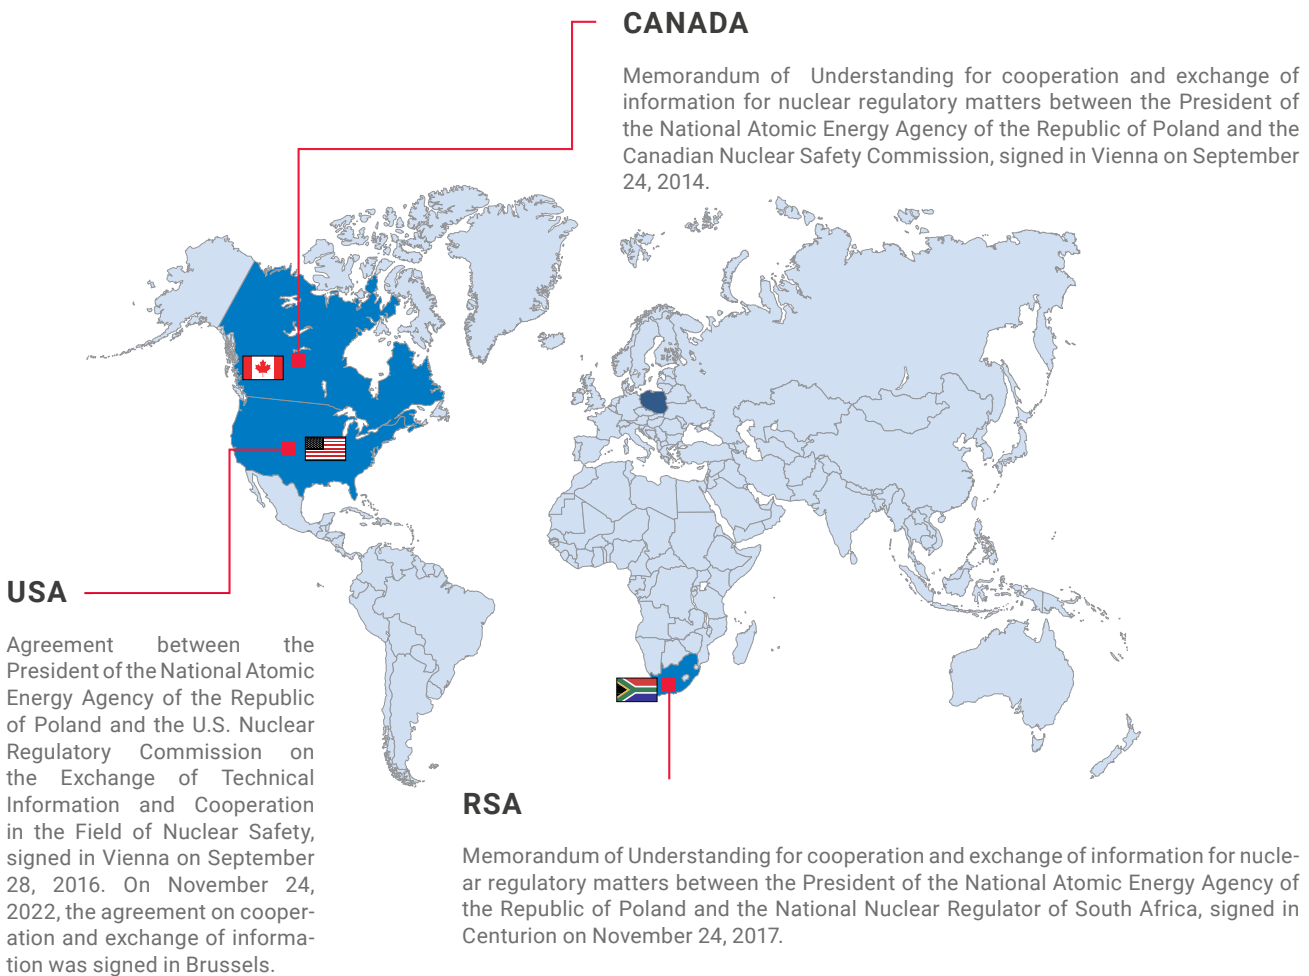 CANADA
Memorandum of Understanding for cooperation and exchange of
information for nuclear regulatory matters between the President of
the National Atomic Energy Agency of the Republic of Poland and the
Canadian Nuclear Safety Commission, signed in Vienna on September
24, 2014.
USA
Agreement between the
President of the National Atomic
Energy Agency of the Republic
of Poland and the U.S. Nuclear
Regulatory Commission on
the Exchange of Technical
Information and Cooperation
in the Field of Nuclear Safety,
signed in Vienna on September
28, 2016. On November 24,
2022, the agreement on cooper-
ation and exchange of informa-
tion was signed in Brussels.
RSA
Memorandum of Understanding for cooperation and exchange of information for nucle-
ar regulatory matters between the President of the National Atomic Energy Agency of
the Republic of Poland and the National Nuclear Regulator of South Africa, signed in
Centurion on November 24, 2017.